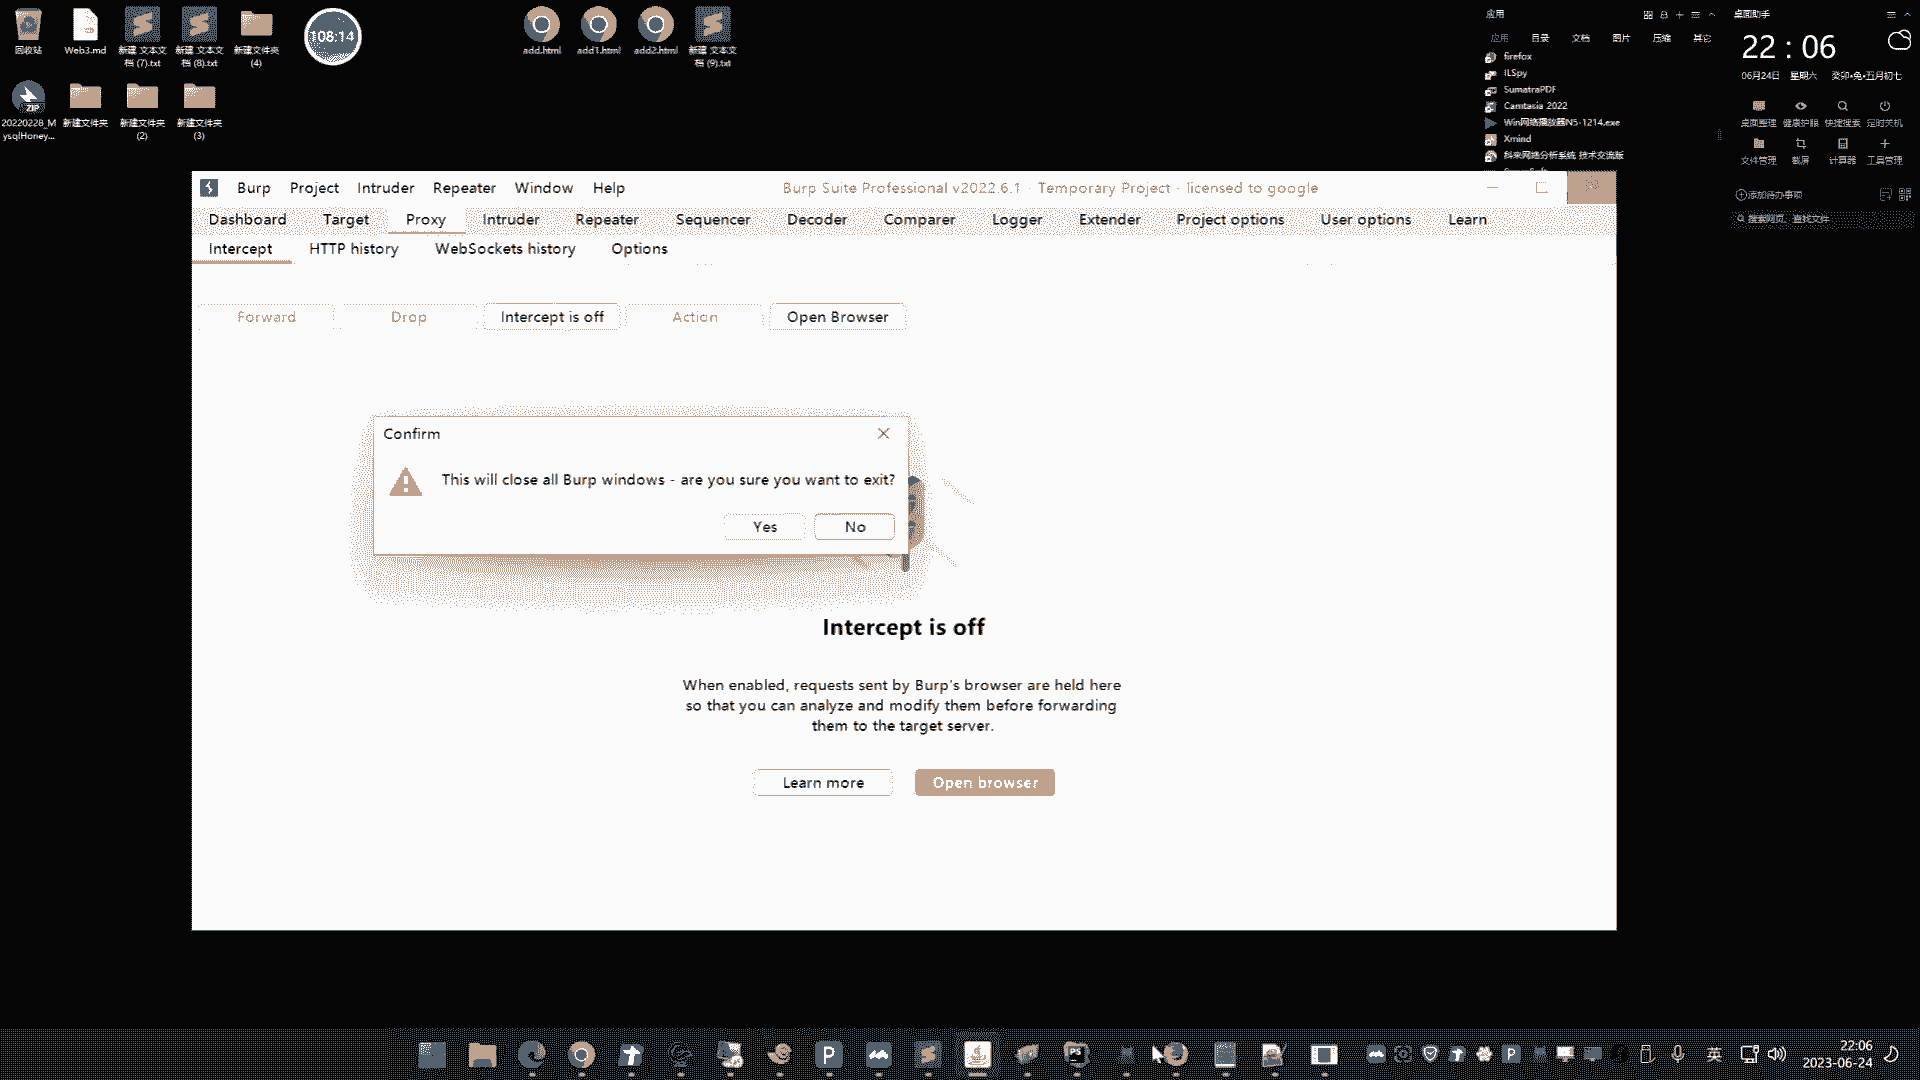 回收站
Web3.md
新建 文本文
档 (7).txt
新建 文本文
档 (8).txt
新建文件夹
(4)
108:14
add.html
add1.html
add2.html
新建 文本文
档 (9).txt
ZIP
20220228_M
ysqlHoney...
新建文件夹
新建文件夹
(2)
新建文件夹
(3)
应用
应用 目录 文档 图片 压缩 其它
firefox
ILSpy
SumatraPDF
Camtasia 2022
Win网络播放器N5-1214.exe
Xmind
科来网络分析系统 技术交流版
桌面助手
22 : 06
06月24日 星期六 癸卯•兔•五月初七
桌面整理 健康护眼 快捷搜索 定时关机
文件管理 截屏 计算器 工具管理
添加待办事项
搜索网页、查找文件
Burp Project Intruder Repeater Window Help
Burp Suite Professional v2022.6.1 - Temporary Project - licensed to google
Dashboard Target Proxy Intruder Repeater Sequencer Decoder Comparer Logger Extender Project options User options Learn
Intercept HTTP history WebSockets history Options
Forward Drop Intercept is off Action Open Browser
Confirm
This will close all Burp windows - are you sure you want to exit?
Yes No
Intercept is off
When enabled, requests sent by Burp's browser are held here
so that you can analyze and modify them before forwarding
them to the target server.
Learn more Open browser
英
22:06
2023-06-24